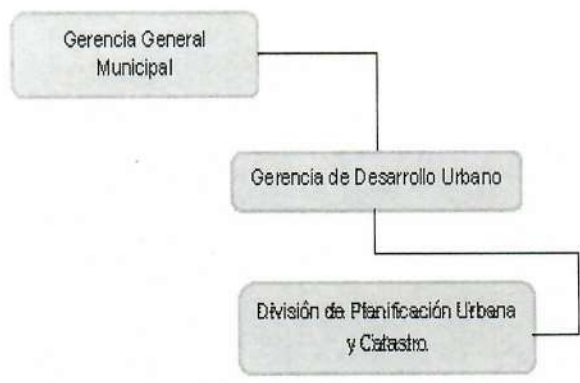 Gerencia General
Municipal
Gerencia de Desarrollo Urbano
División de Planificación Urbana
y Catastro.